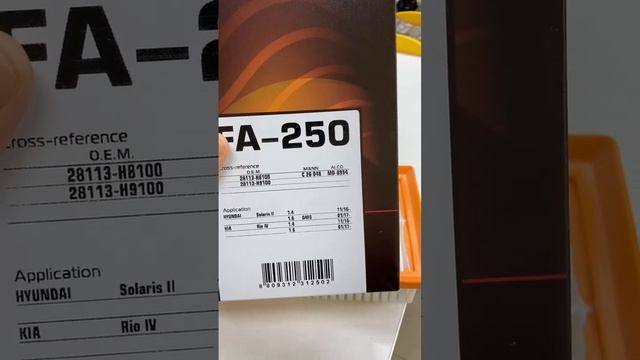 FA-2
cross-reference
O.E.M.
28113-H8100
28113-H9100
Application
HYUNDAI Solaris II
KIA Rio IV
FA-250
cross-reference
O.E.M. MANN ALCO
28113-H8100 C 26 048
28113-H9100
Application
HYUNDAI Solaris II 1.4 11/16-
1.6 01/17-
KIA Rio IV 1.4 11/16-
1.6 01/17-
8 809312 312502